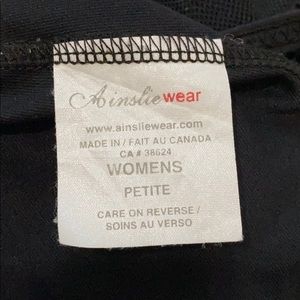 Ainsliewear
www.ainsliewear.com
MADE IN / FAIT AU CANADA
CA # 38624
WOMENS
PETITE
CARE ON REVERSE /
SOINS AU VERSO